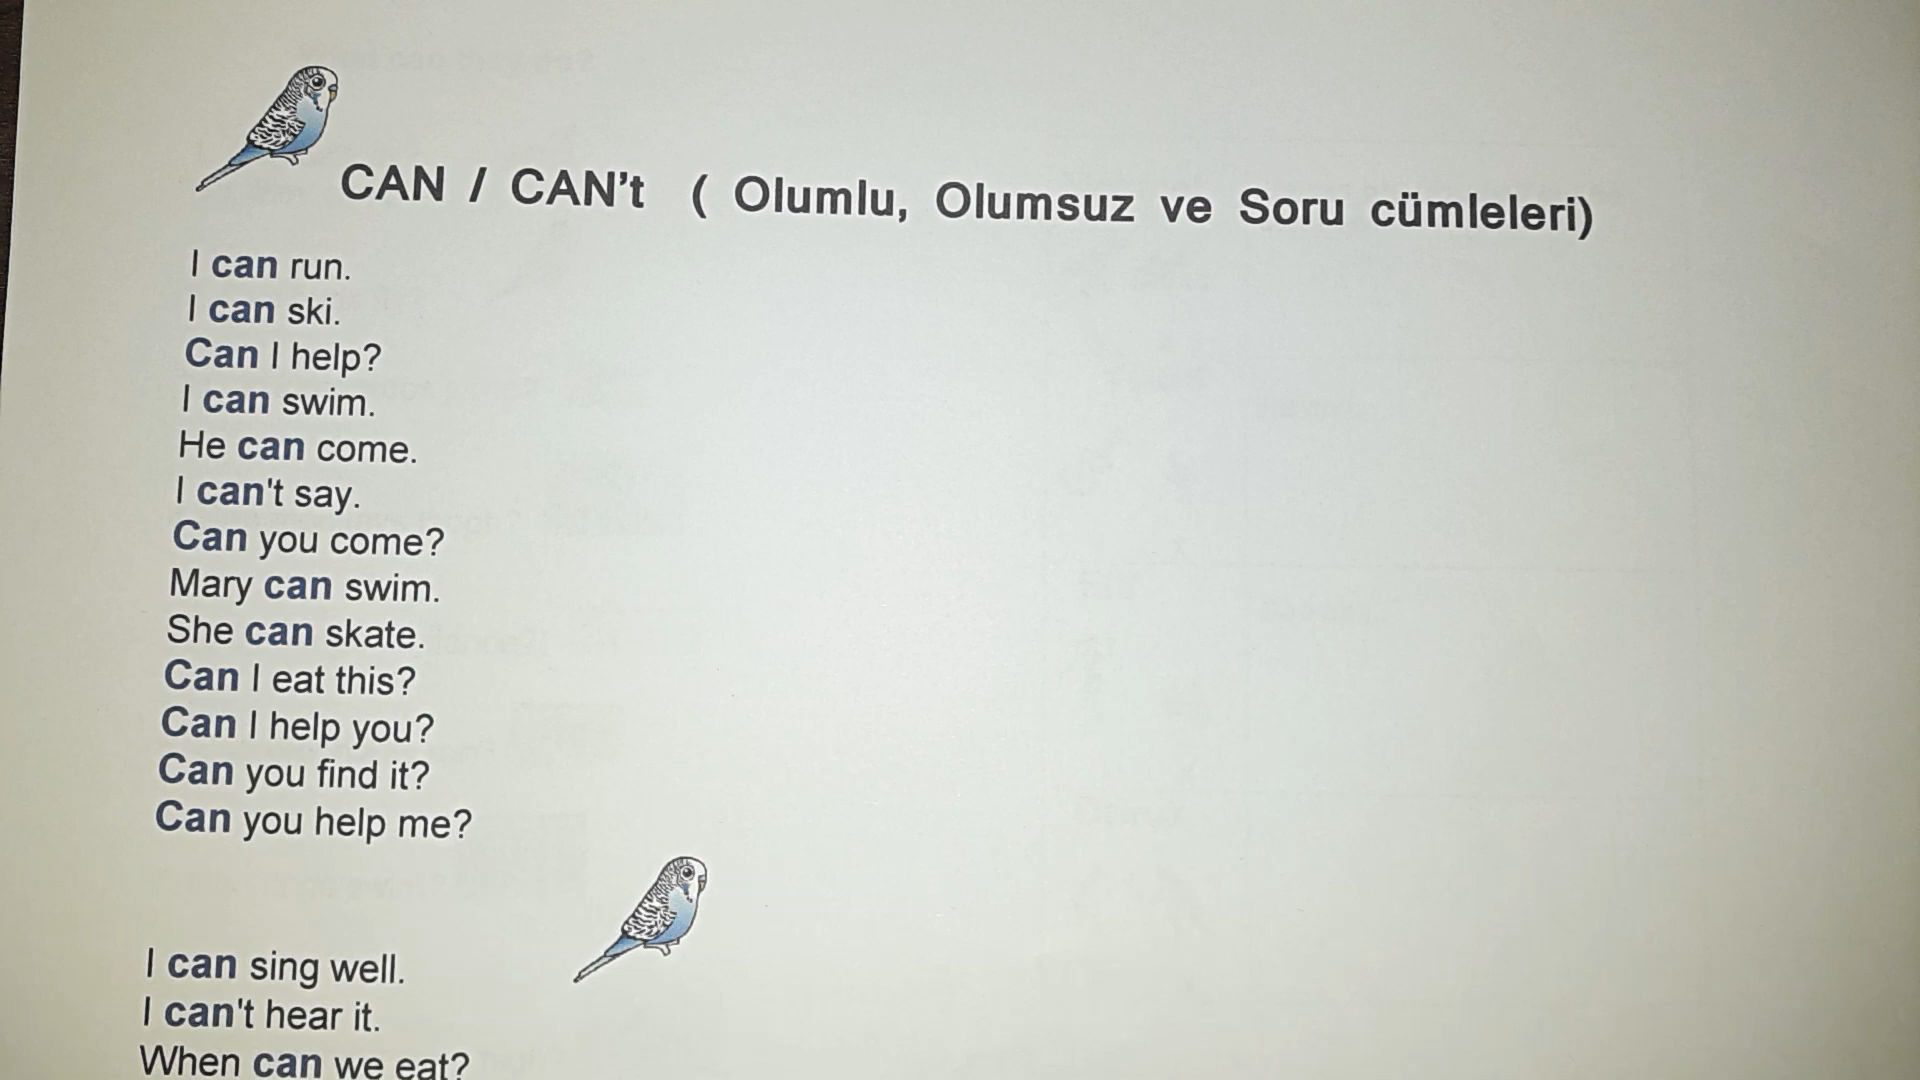 CAN / CAN't ( Olumlu, Olumsuz ve Soru cümleleri)
I can run.
I can ski.
Can I help?
I can swim.
He can come.
I can't say.
Can you come?
Mary can swim.
She can skate.
Can I eat this?
Can I help you?
Can you find it?
Can you help me?
I can sing well.
I can't hear it.
When can we eat?